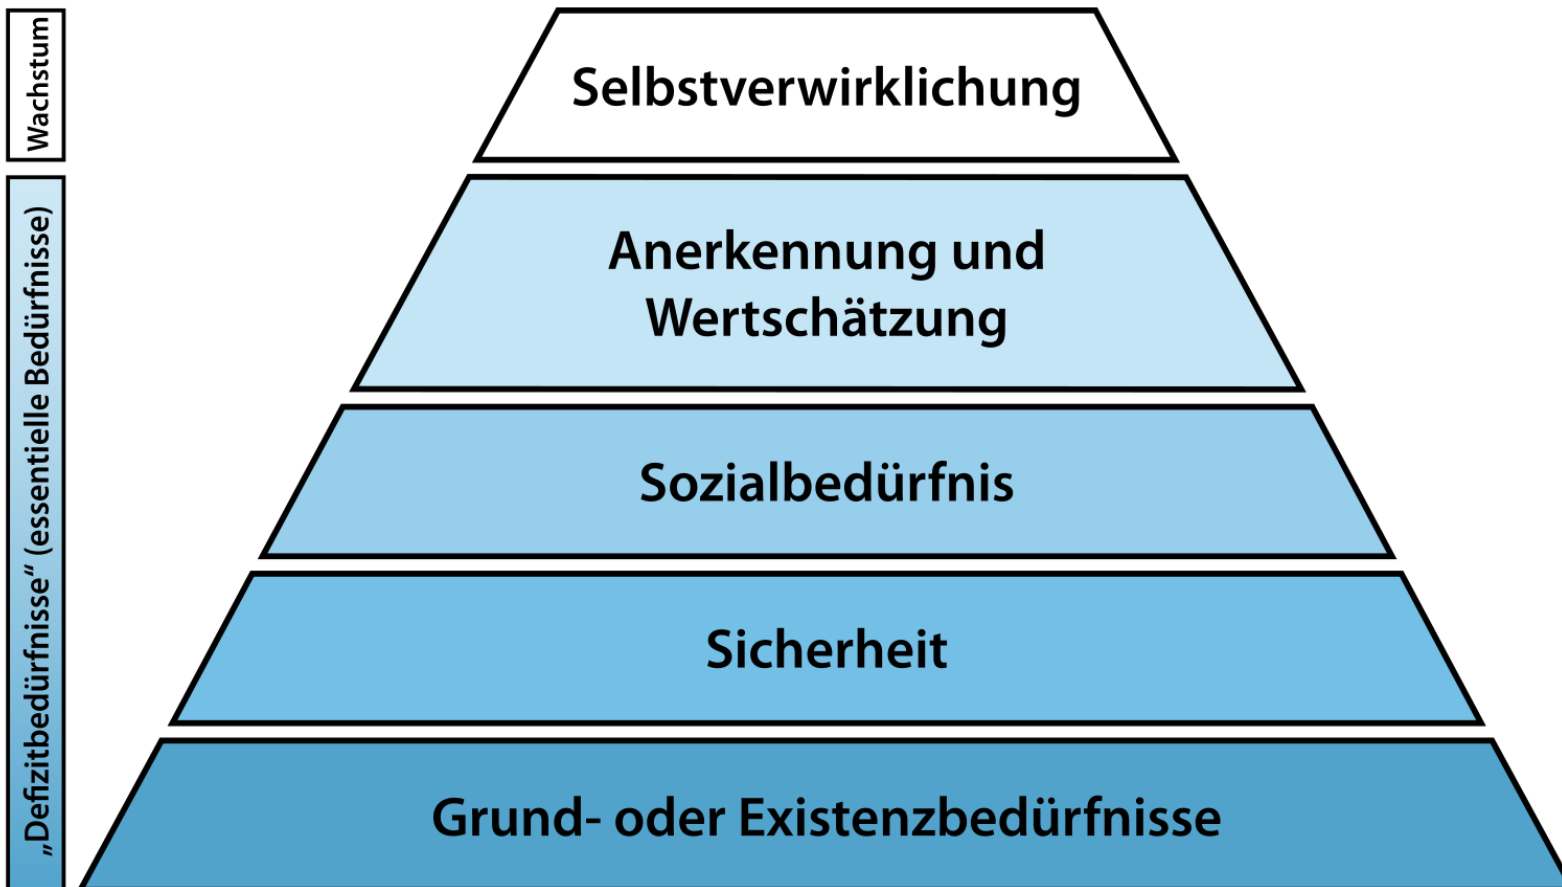 Wachstum
Selbstverwirklichung
„Defizitbedürfnisse“ (essentielle Bedürfnisse)
Anerkennung und
Wertschätzung
Sozialbedürfnis
Sicherheit
Grund- oder Existenzbedürfnisse